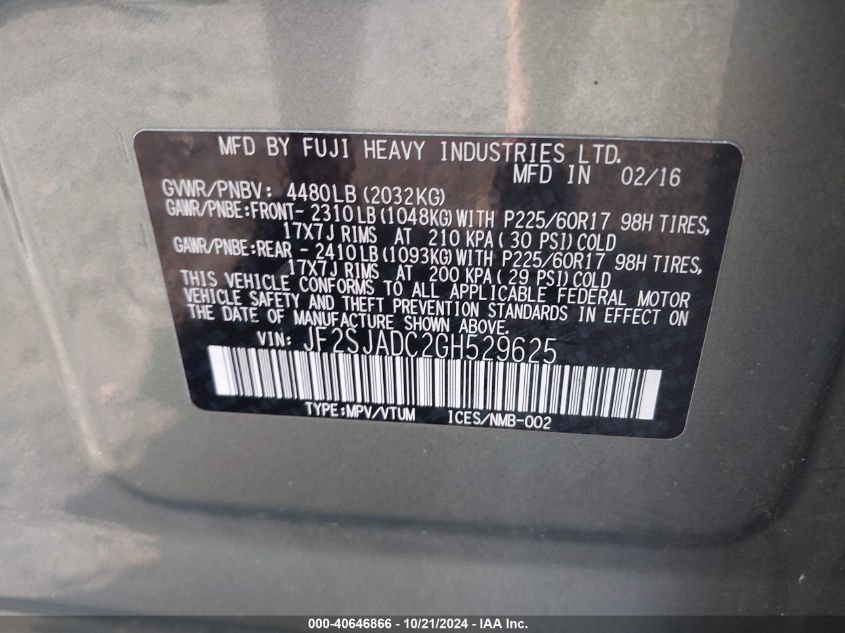 MFD BY FUJI HEAVY INDUSTRIES LTD.
MFD IN 02/16
GVWR/PNBV: 4480LB (2032KG)
GAWR/PNBE:FRONT- 2310LB (1048KG) WITH P225/60R17 98H TIRES,
17X7J RIMS AT 210 KPA ( 30 PSI) COLD
GAWR/PNBE:REAR - 2410LB (1093KG) WITH P225/60R17 98H TIRES,
17X7J RIMS AT 200 KPA ( 29 PSI) COLD
THIS VEHICLE CONFORMS TO ALL APPLICABLE FEDERAL MOTOR
VEHICLE SAFETY AND THEFT PREVENTION STANDARDS IN EFFECT ON
THE DATE OF MANUFACTURE SHOWN ABOVE.
VIN: JF2SJADC2GH529625
TYPE:MPV/VTUM ICES/NMB-002
000-40646866 - 10/21/2024 - IAA Inc.